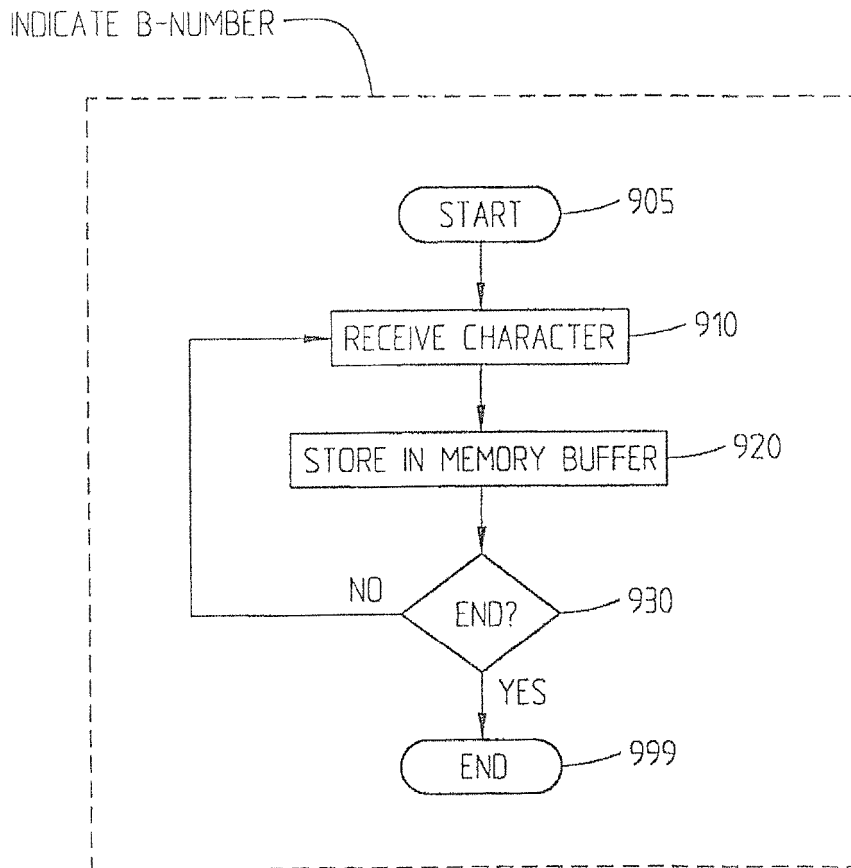 INDICATE B-NUMBER
START 905
RECEIVE CHARACTER 910
STORE IN MEMORY BUFFER 920
NO
END? 930
YES
END 999